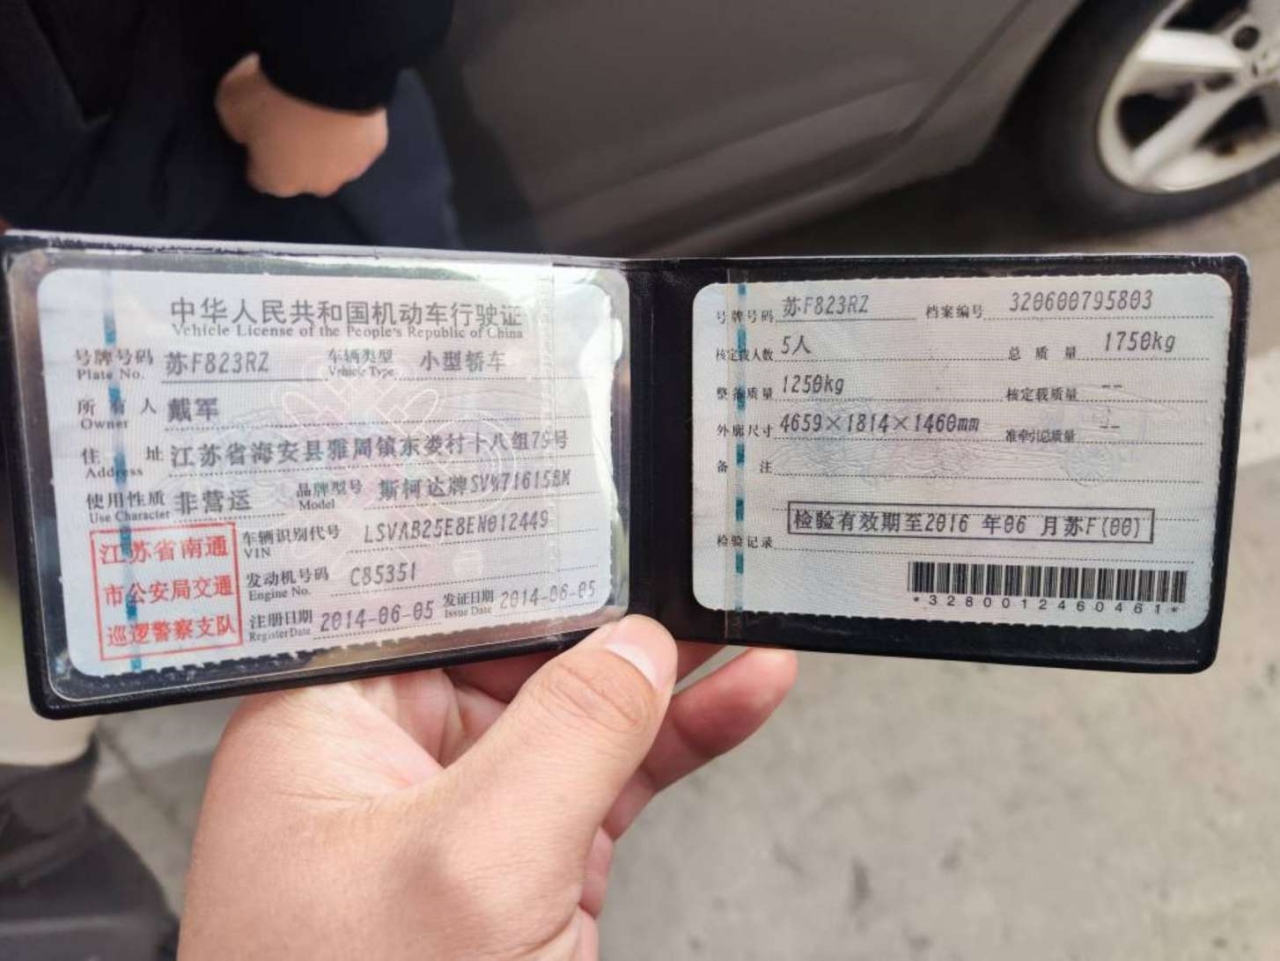 中华人民共和国机动车行驶证
Vehicle License of the People's Republic of China
号牌号码 苏F823RZ 车辆类型 小型轿车
Plate No. Vehicle Type
所有人 戴军
Owner
住址 江苏省海安县雅周镇东娄村十八组79号
Address
使用性质 非营运 品牌型号 斯柯达牌SVW71615BM
Use Character Model
江苏省南通
市公安局交通
巡逻警察支队
车辆识别代号 LSVAB25E8EN012449
VIN
发动机号码 C85351
Engine No.
注册日期 2014-06-05 发证日期 2014-06-05
Register Date Issue Date
号牌号码 苏F823RZ 档案编号 320600795803
核定载人数 5人 总质量 1750kg
整备质量 1250kg 核定载质量 --
外廓尺寸 4659×1814×1460mm 准牵引总质量 --
备注
检验有效期至2016 年06 月苏F(00)
检验记录
*3280012460461*